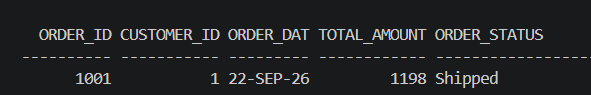 ORDER_ID CUSTOMER_ID ORDER_DAT TOTAL_AMOUNT ORDER_STATUS
---------- ----------- --------- ------------ --------------------
1001 1 22-SEP-26 1198 Shipped